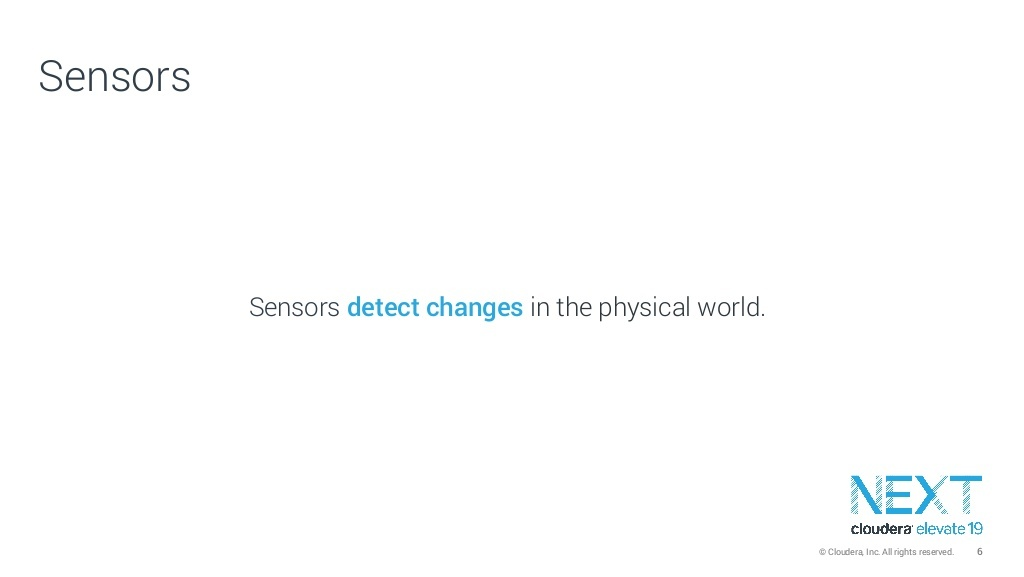 Sensors
Sensors detect changes in the physical world.
NEXT
cloudera elevate 19
© Cloudera, Inc. All rights reserved. 6